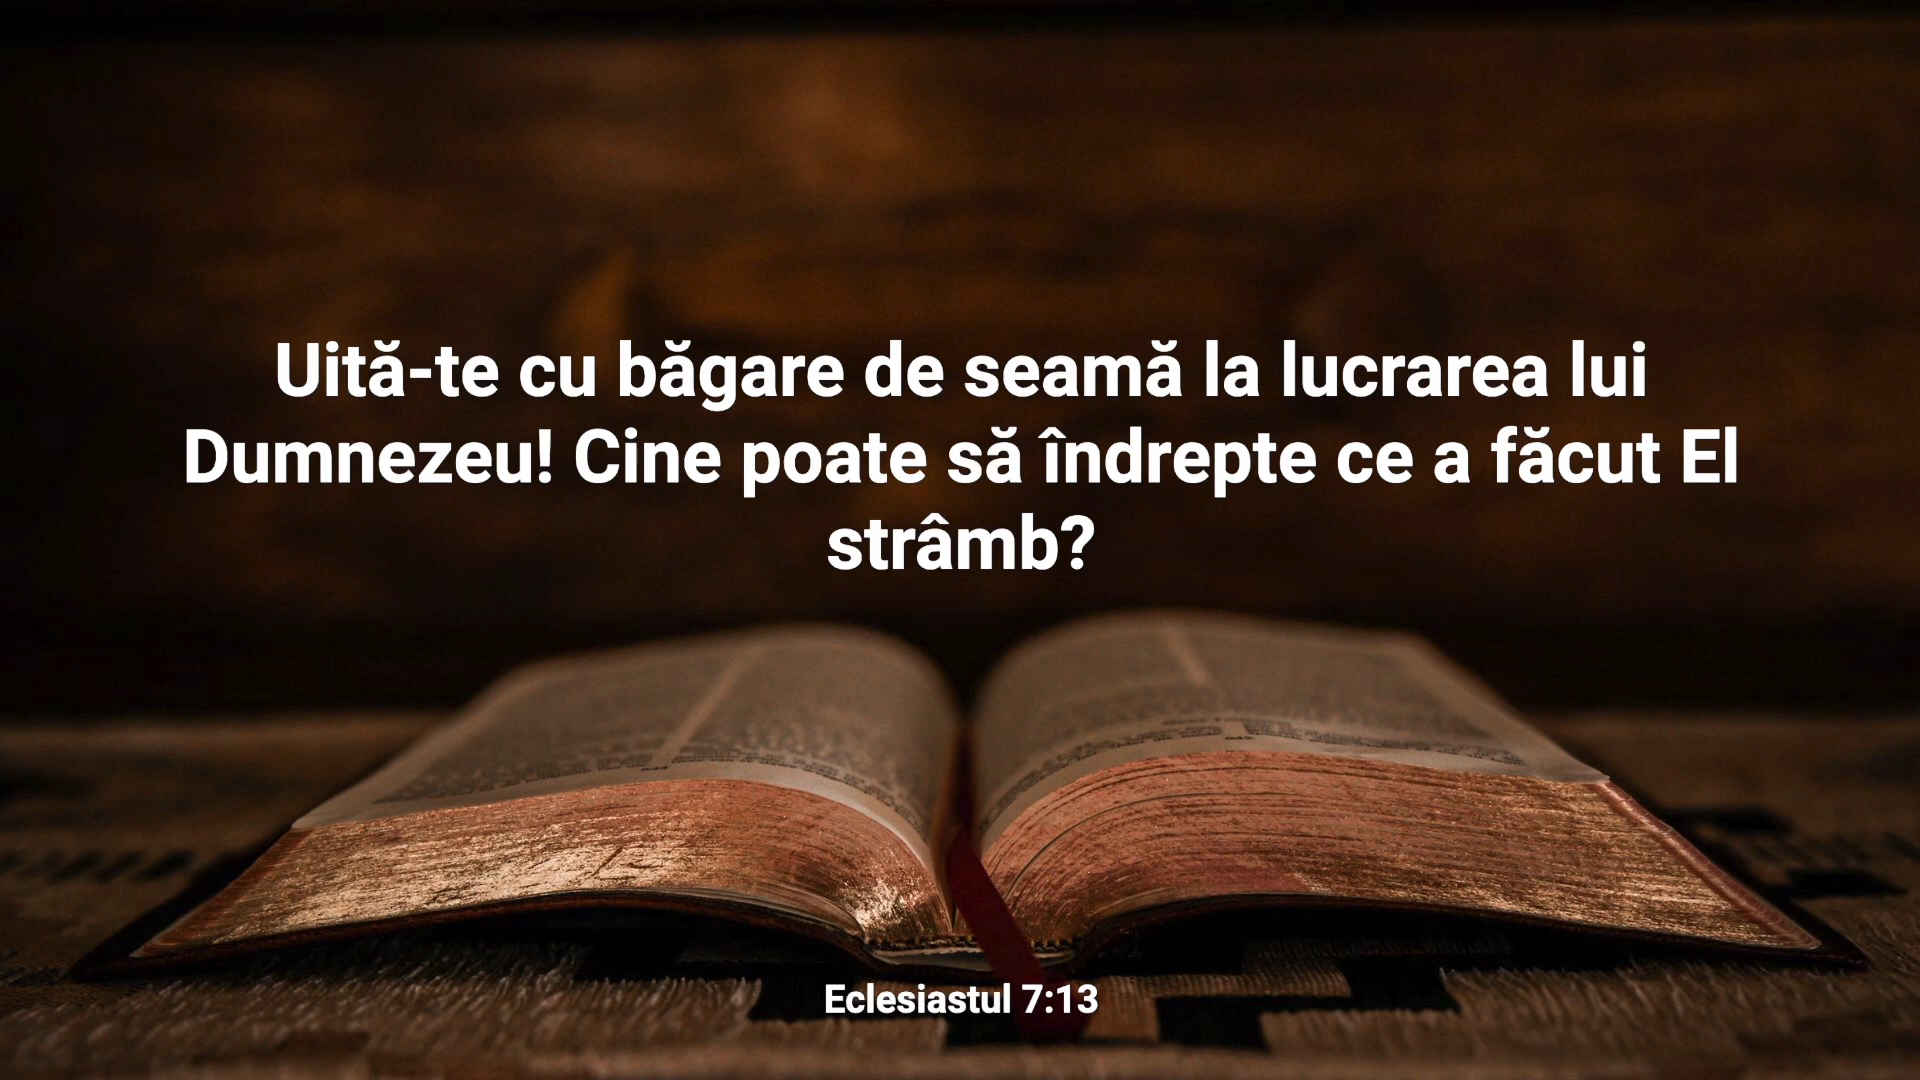 Uită-te cu băgare de seamă la lucrarea lui
Dumnezeu! Cine poate să îndrepte ce a făcut El
strâmb?
Eclesiastul 7:13